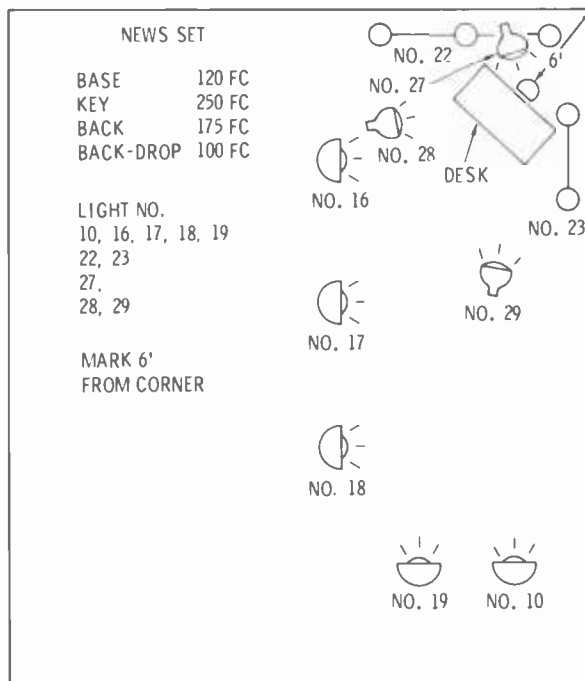 NEWS SET
BASE 120 FC
KEY 250 FC
BACK 175 FC
BACK-DROP 100 FC
LIGHT NO.
10, 16, 17, 18, 19
22, 23
27,
28, 29
MARK 6'
FROM CORNER
NO. 22
6'
NO. 27
NO. 28
DESK
NO. 16
NO. 23
NO. 29
NO. 17
NO. 18
NO. 19
NO. 10